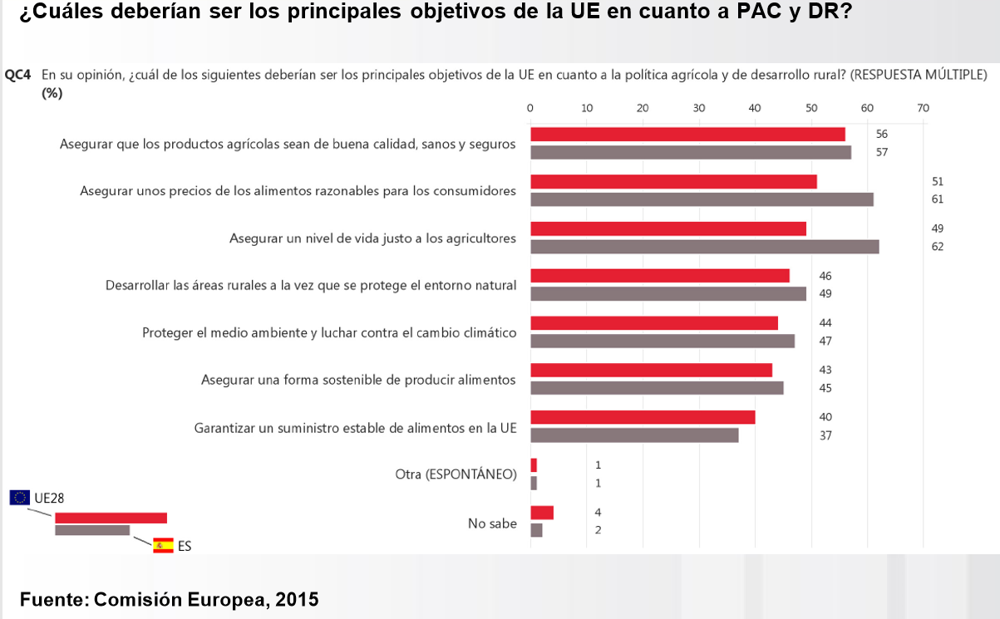 ¿Cuáles deberían ser los principales objetivos de la UE en cuanto a PAC y DR?
QC4 En su opinión, ¿cuál de los siguientes deberían ser los principales objetivos de la UE en cuanto a la política agrícola y de desarrollo rural? (RESPUESTA MÚLTIPLE)
(%)
0 10 20 30 40 50 60 70
Asegurar que los productos agrícolas sean de buena calidad, sanos y seguros
56
57
Asegurar unos precios de los alimentos razonables para los consumidores
51
61
Asegurar un nivel de vida justo a los agricultores
49
62
Desarrollar las áreas rurales a la vez que se protege el entorno natural
46
49
Proteger el medio ambiente y luchar contra el cambio climático
44
47
Asegurar una forma sostenible de producir alimentos
43
45
Garantizar un suministro estable de alimentos en la UE
40
37
Otra (ESPONTÁNEO)
1
1
No sabe
4
2
UE28
ES
Fuente: Comisión Europea, 2015